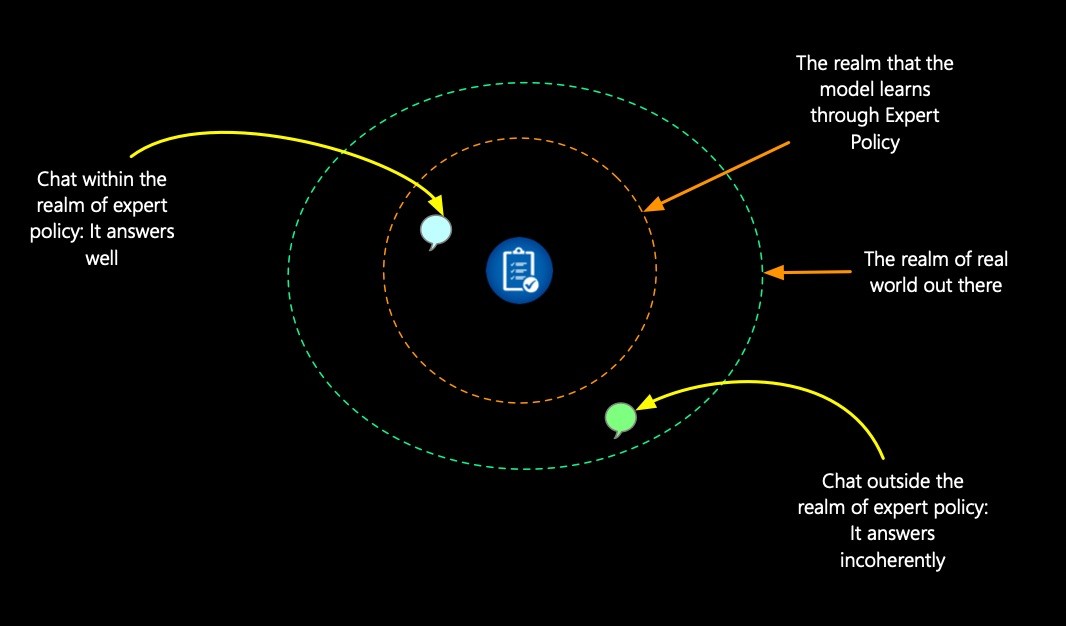 The realm that the
model learns
through Expert
Policy
Chat within the
realm of expert
policy: It answers
well
The realm of real
world out there
Chat outside the
realm of expert policy:
It answers
incoherently